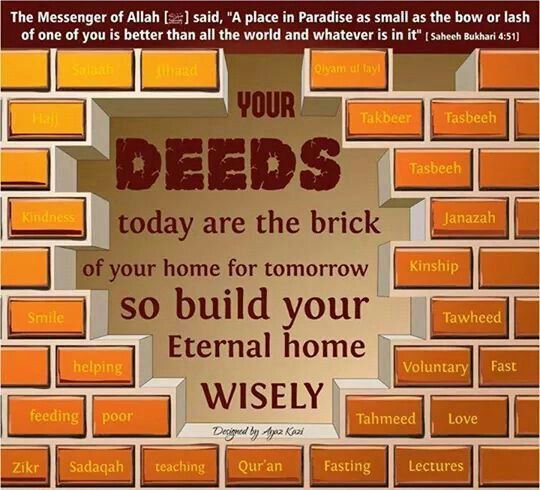 The Messenger of Allah [ﷺ] said, "A place in Paradise as small as the bow or lash
of one of you is better than all the world and whatever is in it" [ Saheeh Bukhari 4:51]
Salaah Jihaad Qiyam ul layl
YOUR
Hajj Takbeer Tasbeeh
DEEDS
Tasbeeh
Kindness today are the brick Janazah
of your home for tomorrow Kinship
so build your
Smile Tawheed
Eternal home
helping Voluntary Fast
WISELY
feeding poor Tahmeed Love
Designed by Ayaz Kazi
Zikr Sadaqah teaching Qur'an Fasting Lectures